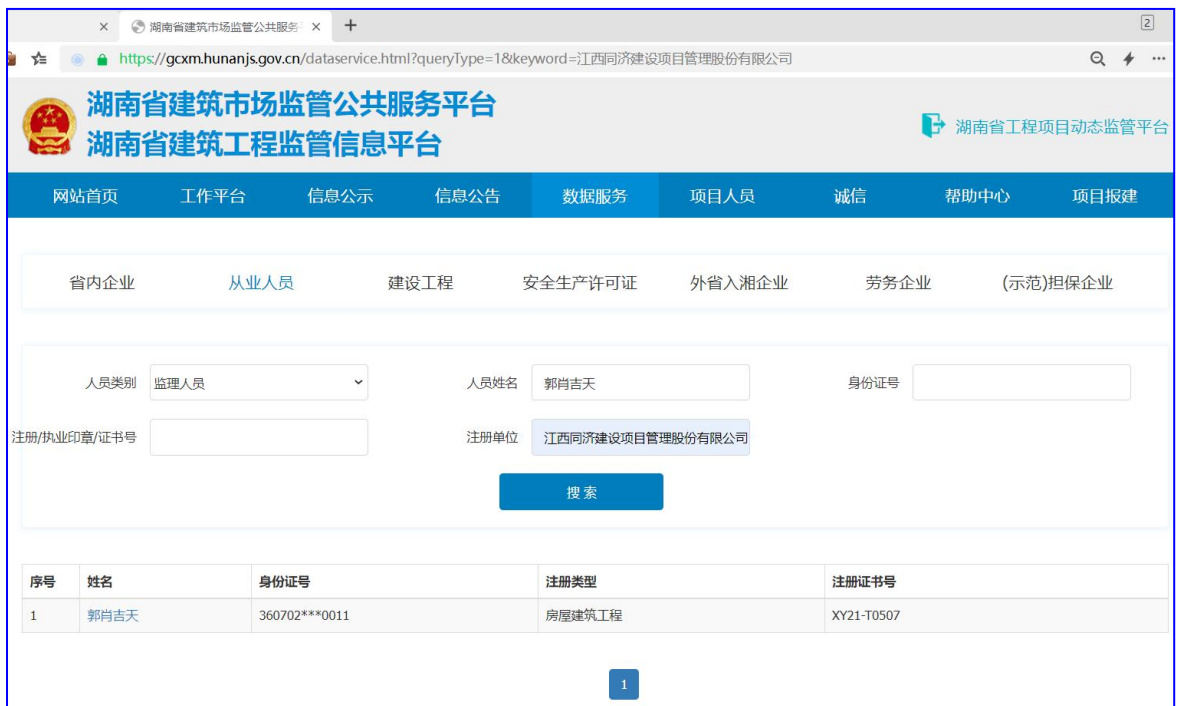 湖南省建筑市场监管公共服务
2
https://gcxm.hunanjs.gov.cn/dataservice.html?queryType=1&keyword=江西同济建设项目管理股份有限公司
湖南省建筑市场监管公共服务平台
湖南省建筑工程监管信息平台
湖南省工程项目动态监管平台
网站首页 工作平台 信息公示 信息公告 数据服务 项目人员 诚信 帮助中心 项目报建
省内企业 从业人员 建设工程 安全生产许可证 外省入湘企业 劳务企业 (示范)担保企业
人员类别 监理人员 人员姓名 郭肖吉天 身份证号
注册/执业印章/证书号 注册单位 江西同济建设项目管理股份有限公司
搜 索
序号 姓名 身份证号 注册类型 注册证书号
1 郭肖吉天 360702***0011 房屋建筑工程 XY21-T0507
1